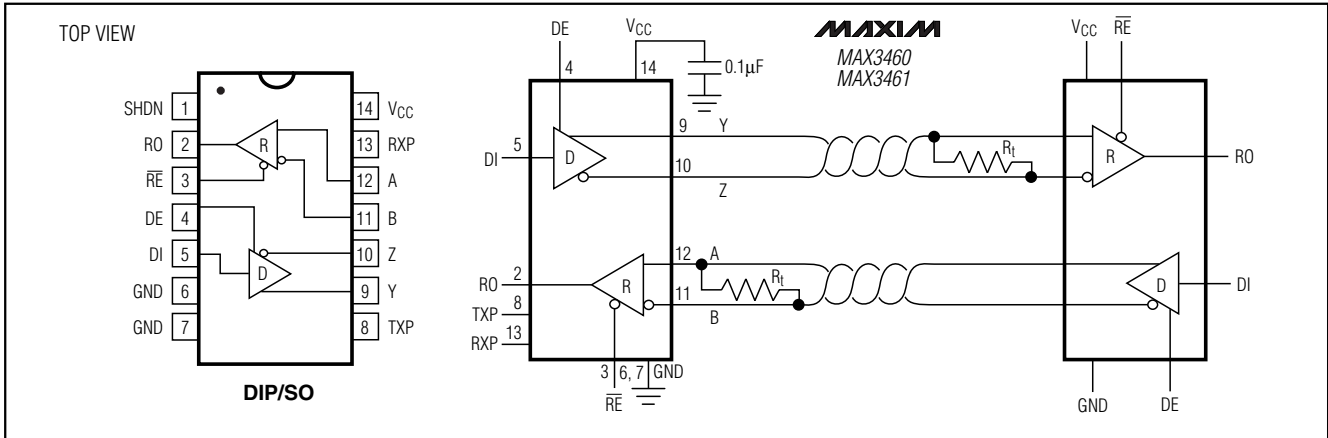 TOP VIEW
SHDN 1
RO 2
RE 3
DE 4
DI 5
GND 6
GND 7
14 VCC
13 RXP
12 A
11 B
10 Z
9 Y
8 TXP
R
D
DIP/SO
MAXIM
MAX3460
MAX3461
DE
4
VCC
14
0.1µF
DI 5
D
9 Y
10
Z
Rt
RO 2
TXP 8
RXP 13
R
12 A
11
B
Rt
3
RE
6, 7
GND
VCC
RE
R
RO
D
DI
GND
DE